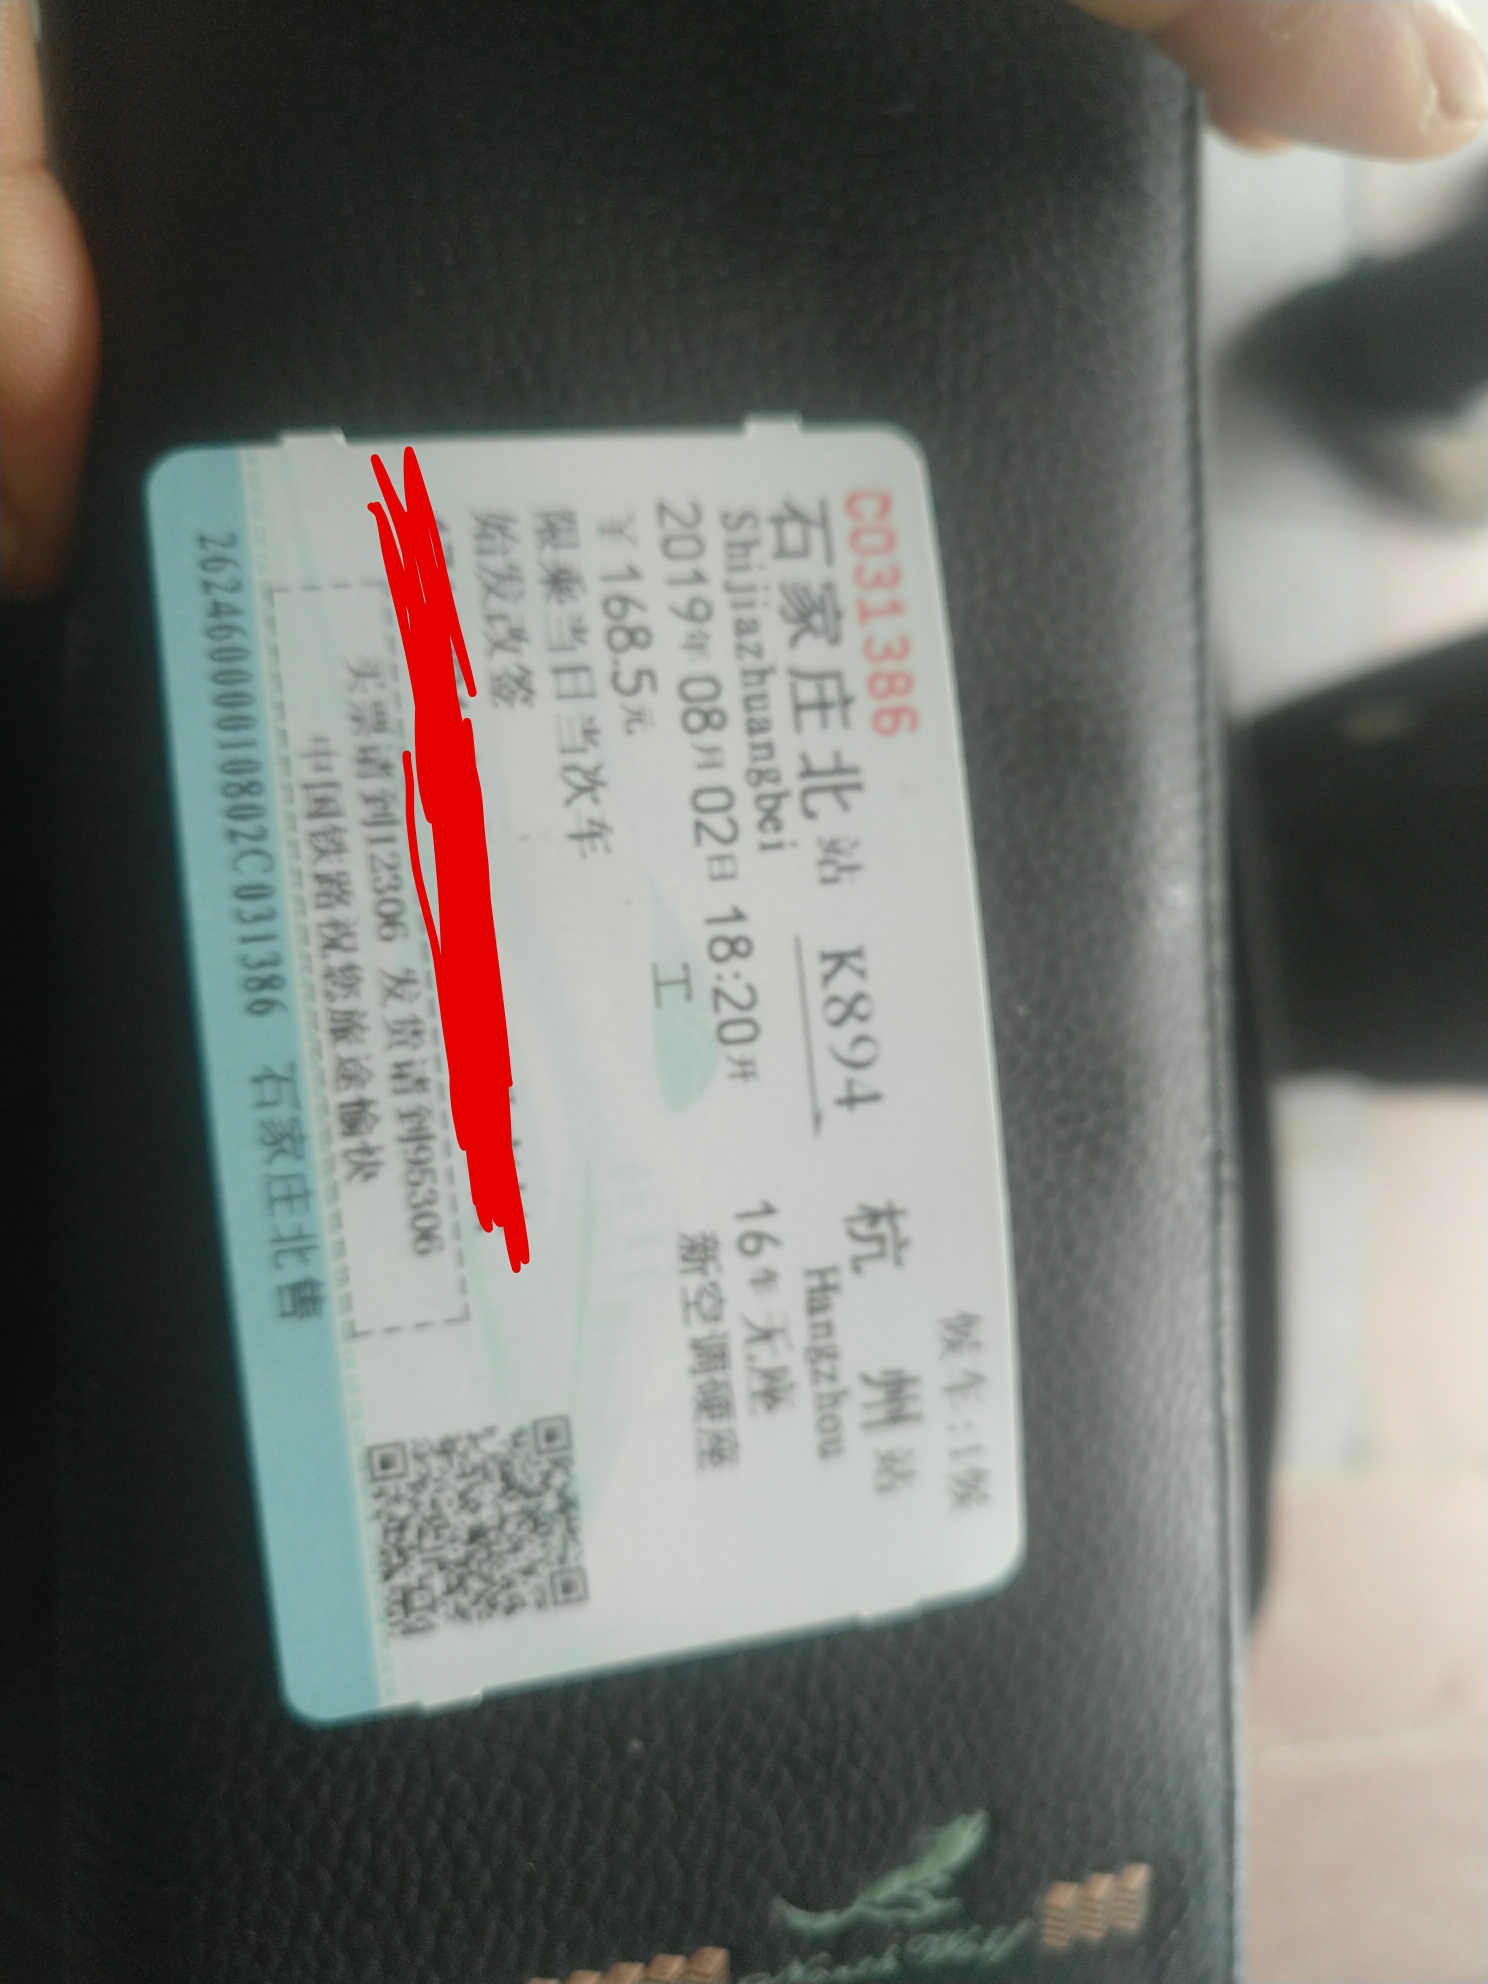 C031386
候车:1候
石家庄北站 K894 杭州站
Shijiazhuangbei Hangzhou
2019年08月02日 18:20开 16车 无座
￥168.5元 工 新空调硬座
限乘当日当次车
始发改签
买票请到12306 发货请到95306
中国铁路祝您旅途愉快
26246000010802C031386 石家庄北售